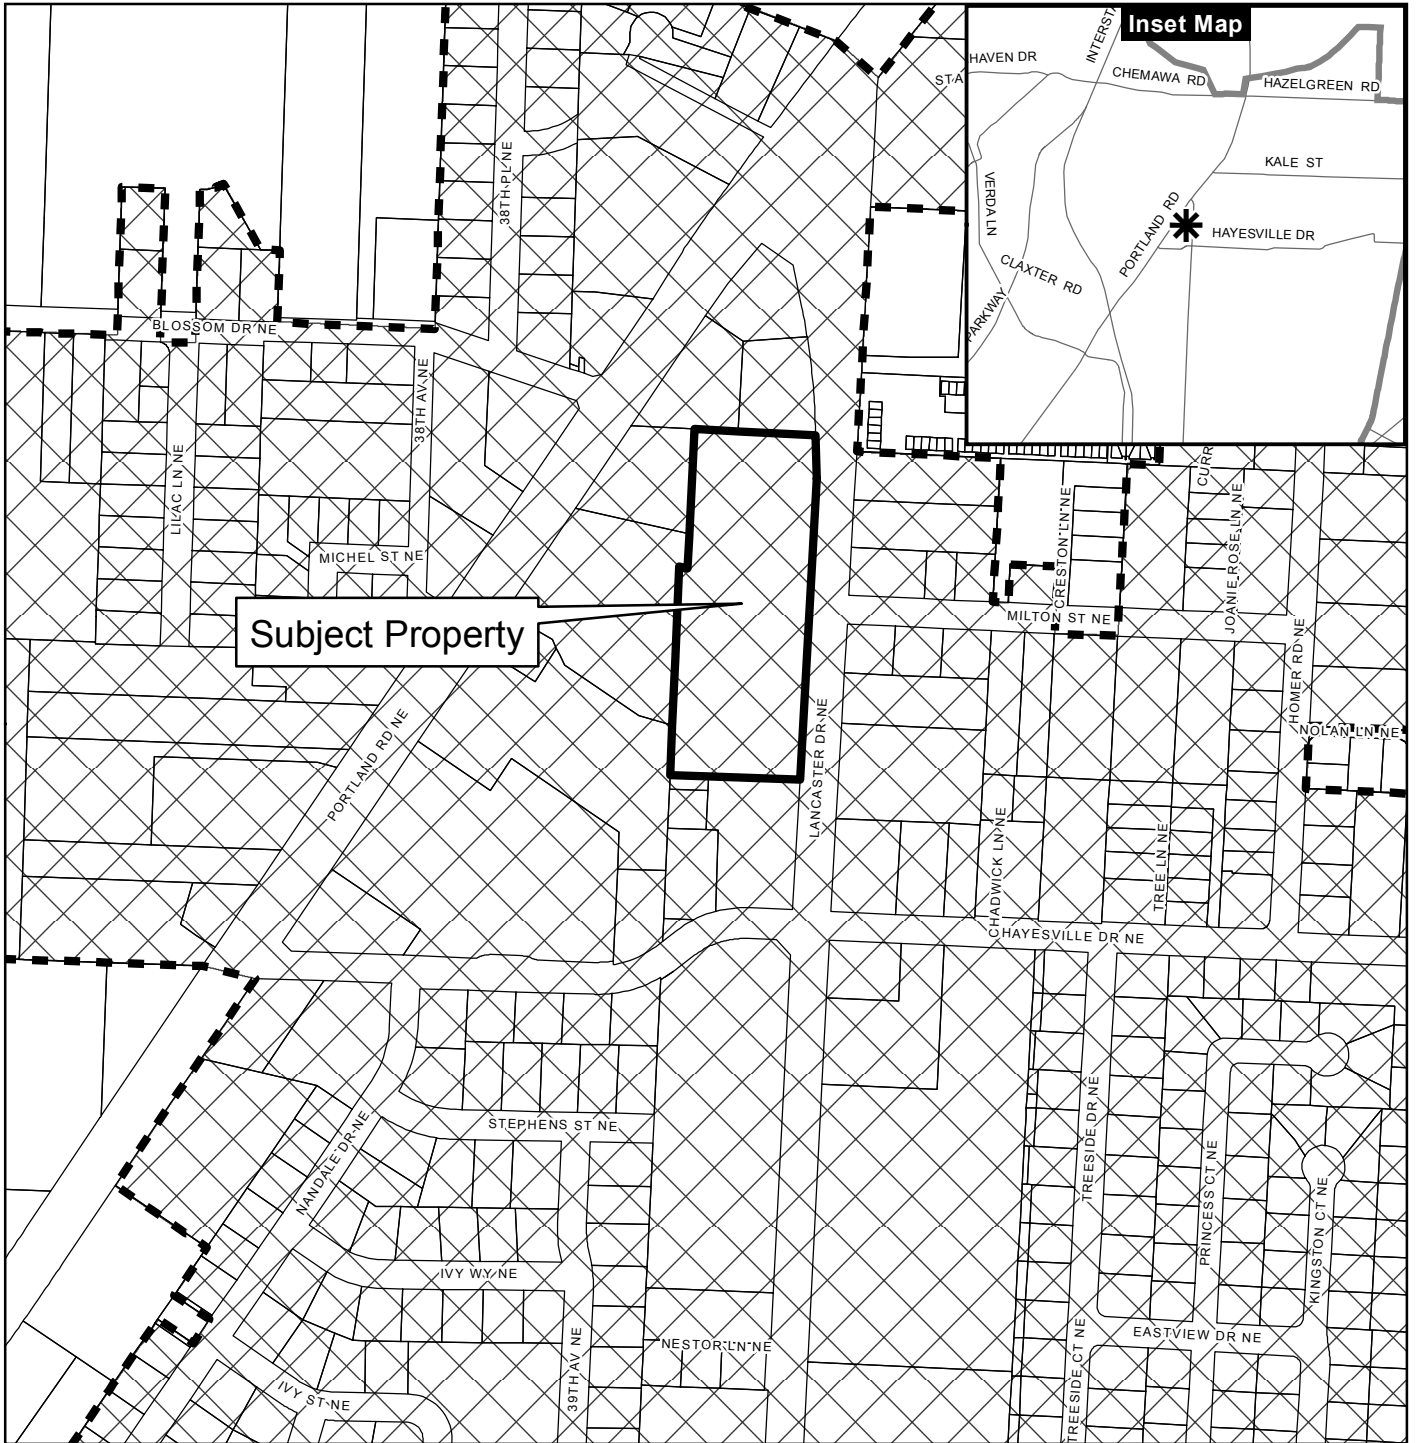 Inset Map
INTERSTA
HAVEN DR
CHEMAWA RD
HAZELGREEN RD
STA
KALE ST
VERDA LN
PORTLAND RD
HAYESVILLE DR
CLAXTER RD
PARKWAY
38TH PL NE
BLOSSOM DR NE
38TH AV NE
LILAC LN NE
MICHEL ST NE
CURR
CRESTON LN NE
JOANIE ROSE LN NE
MILTON ST NE
Subject Property
HOMER RD NE
NOLAN LN NE
PORTLAND RD NE
LANCASTER DR NE
CHADWICK LN NE
TREE LN NE
HAYESVILLE DR NE
STEPHENS ST NE
NANDALE DR NE
TREESIDE DR NE
PRINCESS CT NE
KINGSTON CT NE
IVY WY NE
EASTVIEW DR NE
NESTOR LN NE
39TH AV NE
TREESIDE CT NE
IVY ST NE